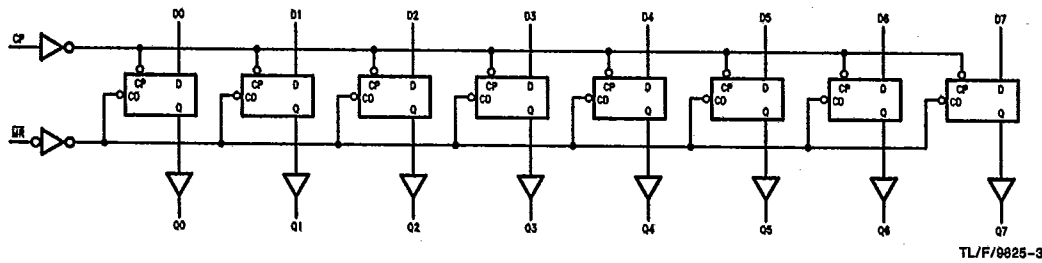 D0 D1 D2 D3 D4 D5 D6 D7
CP
CP D CP D CP D CP D CP D CP D CP D CP D
CD Q CD Q CD Q CD Q CD Q CD Q CD Q CD Q
MR
Q0 Q1 Q2 Q3 Q4 Q5 Q6 Q7
TL/F/9825-3